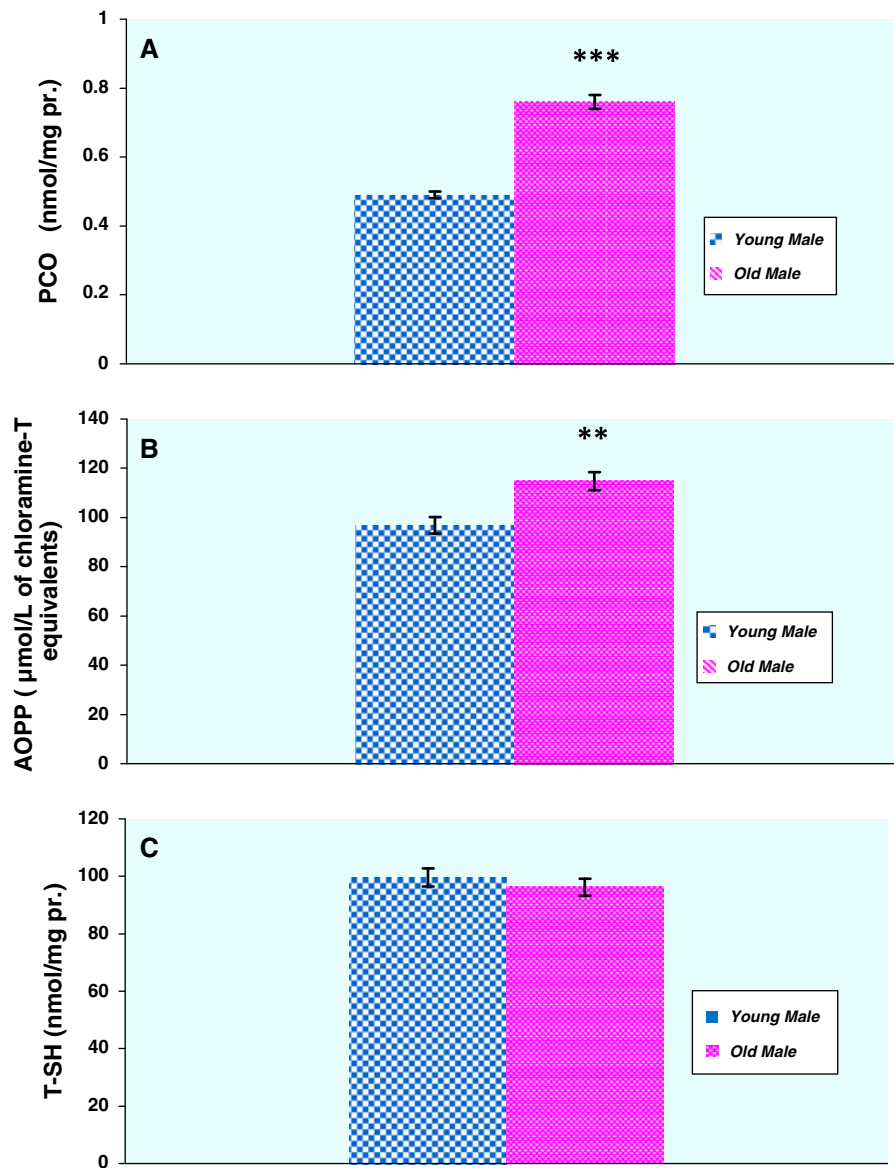 A
***
PCO (nmol/mg pr.)
1
0.8
0.6
0.4
0.2
0
Young Male
Old Male
B
**
AOPP ( µmol/L of chloramine-T
equivalents)
140
120
100
80
60
40
20
0
Young Male
Old Male
C
T-SH (nmol/mg pr.)
120
100
80
60
40
20
0
Young Male
Old Male